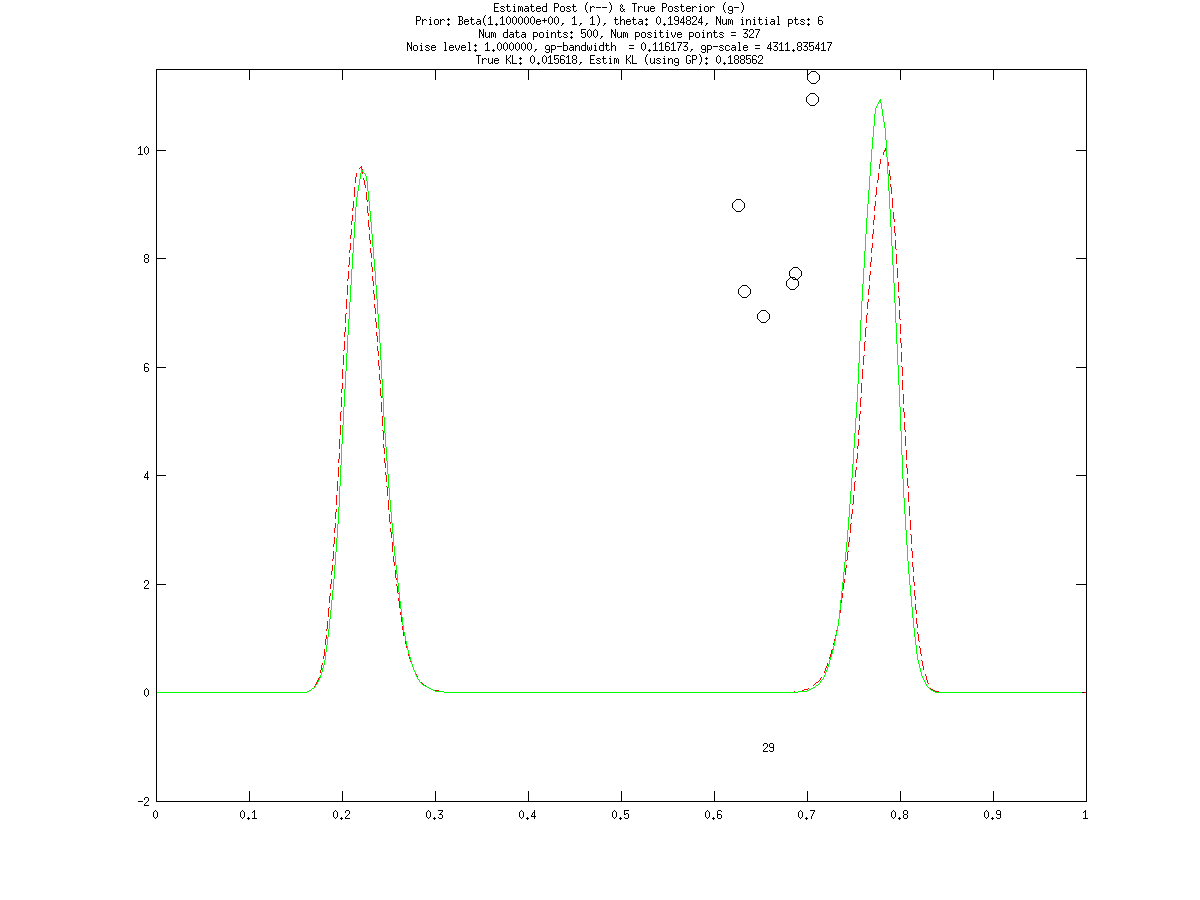 Estimated Post (r--) & True Posterior (g-)
Prior: Beta(1.100000e+00, 1, 1), theta: 0.194824, Num initial pts: 6
Num data points: 500, Num positive points = 327
Noise level: 1.000000, gp-bandwidth  = 0.116173, gp-scale = 4311.835417
True KL: 0.015618, Estim KL (using GP): 0.188562
10
8
6
4
2
0
29
-2
0 0.1 0.2 0.3 0.4 0.5 0.6 0.7 0.8 0.9 1